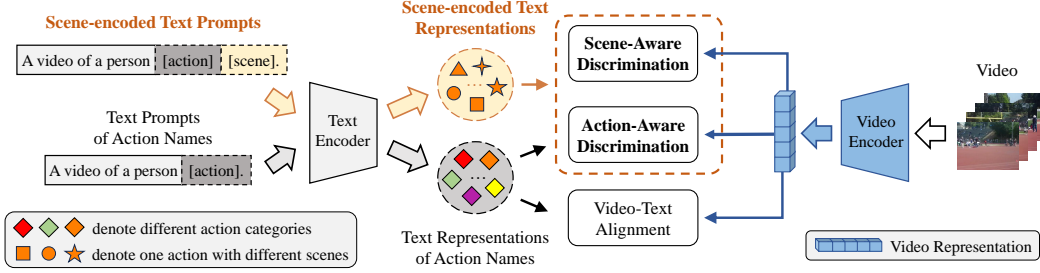 Scene-encoded Text Prompts
A video of a person [action] [scene].
Text Prompts
of Action Names
A video of a person [action].
denote different action categories
denote one action with different scenes
Text
Encoder
Scene-encoded Text
Representations
...
...
Text Representations
of Action Names
Scene-Aware
Discrimination
Action-Aware
Discrimination
Video-Text
Alignment
Video
Encoder
Video
Video Representation